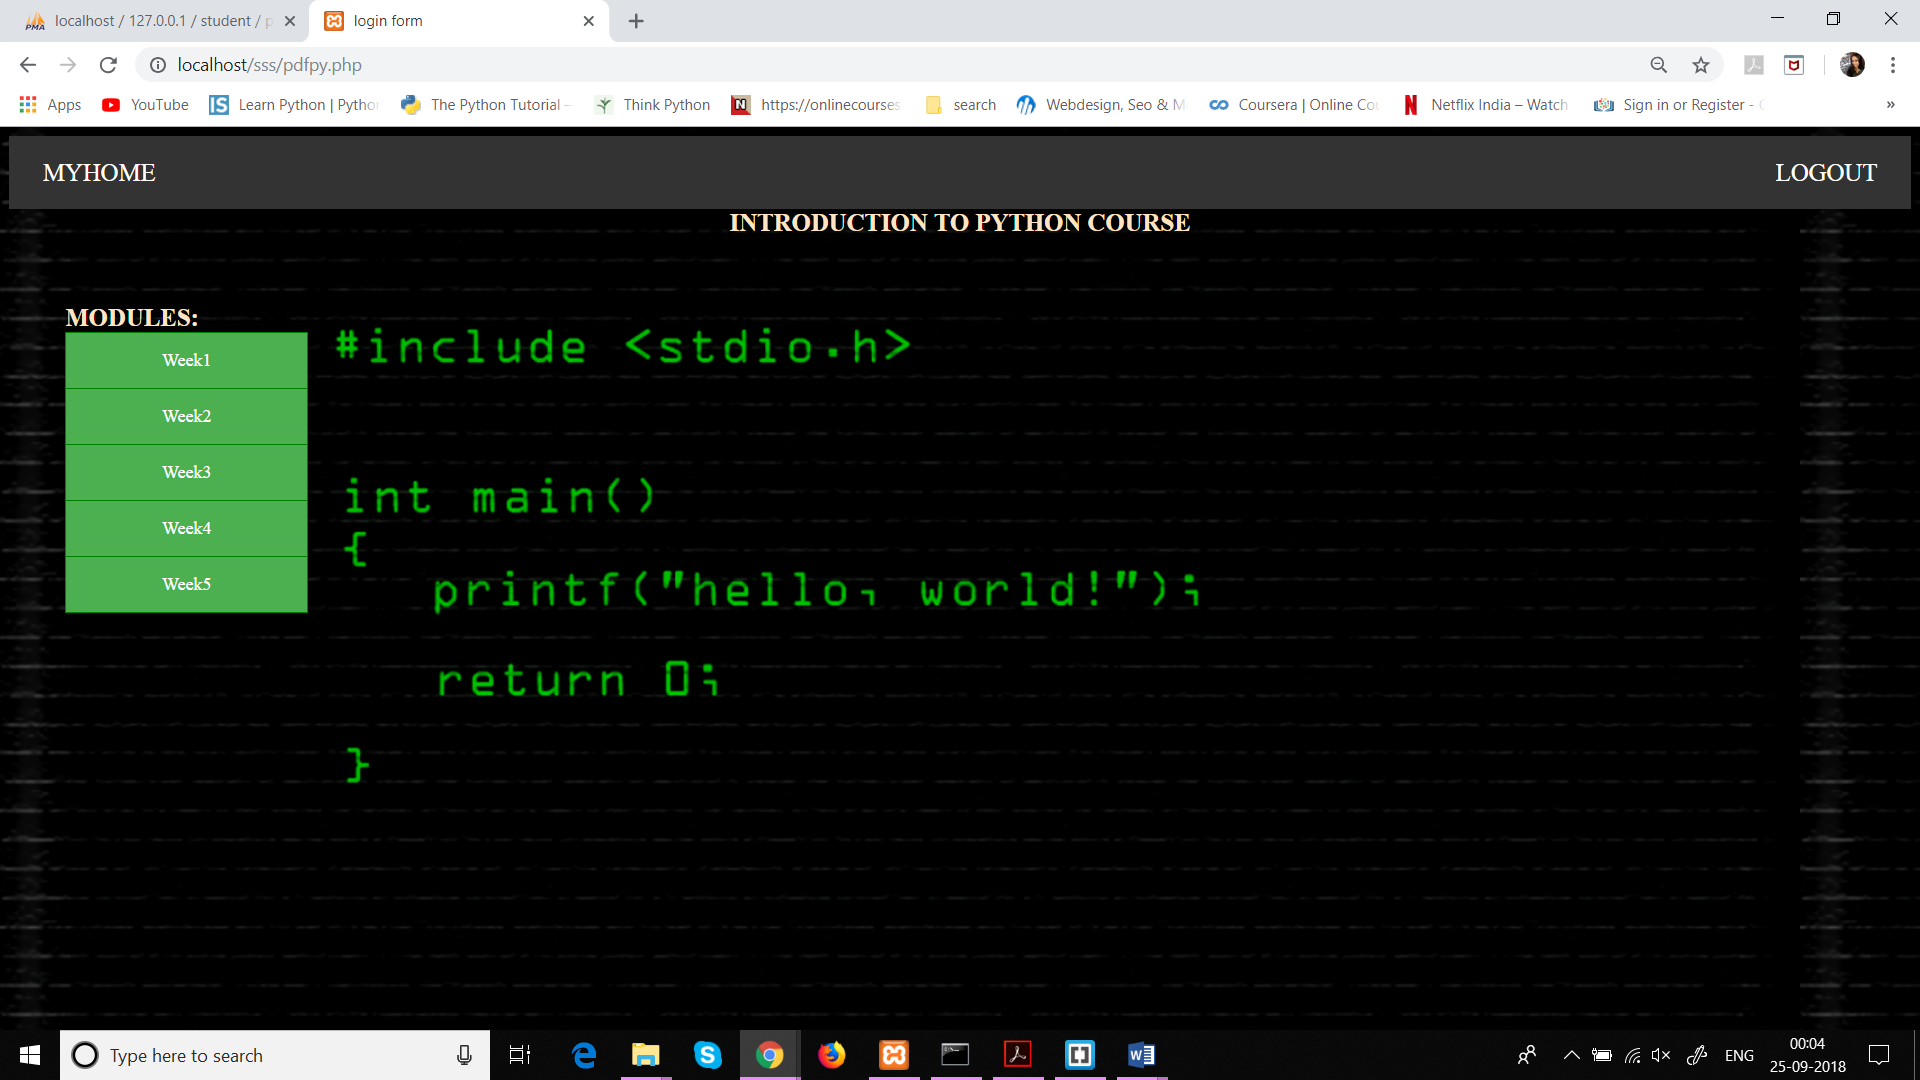 localhost / 127.0.0.1 / student / p
login form
localhost/sss/pdfpy.php
Apps
YouTube
Learn Python | Pytho
The Python Tutorial –
Think Python
https://onlinecourses
search
Webdesign, Seo & M
Coursera | Online Co
Netflix India – Watch
Sign in or Register -
»
MYHOME
LOGOUT
INTRODUCTION TO PYTHON COURSE
MODULES:
Week1
Week2
Week3
Week4
Week5
#include <stdio.h>
int main()
{
printf("hello, world!");
return 0;
}
Type here to search
ENG
00:04
25-09-2018